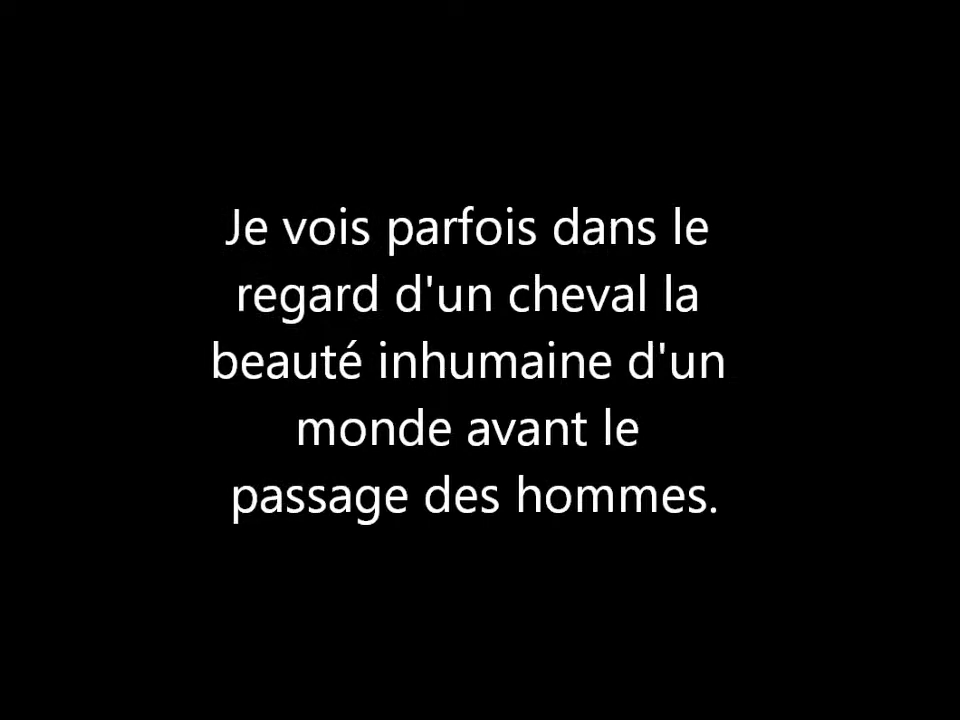 Je vois parfois dans le
regard d'un cheval la
beauté inhumaine d'un
monde avant le
passage des hommes.